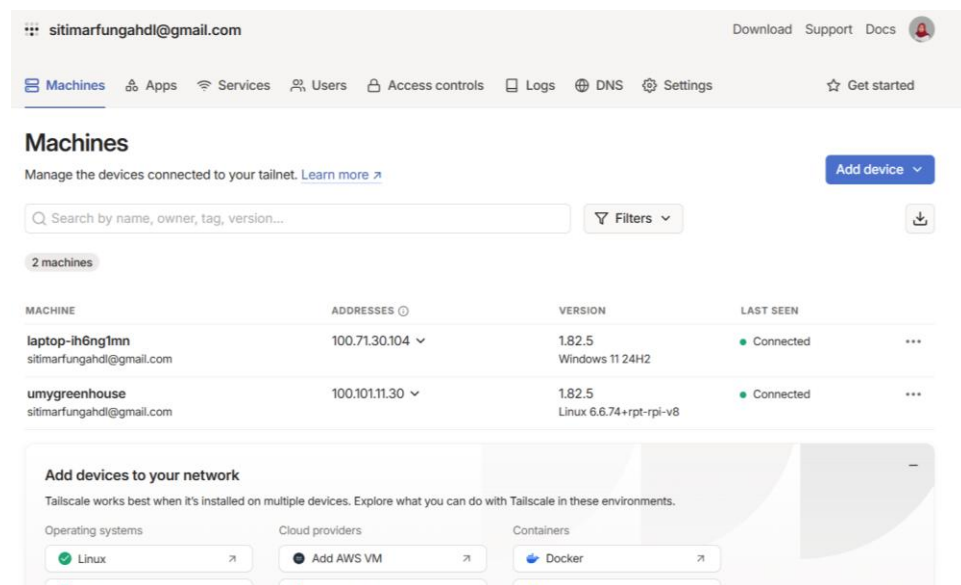 sitimarfungahdl@gmail.com Download Support Docs
Machines Apps Services Users Access controls Logs DNS Settings Get started
Machines
Manage the devices connected to your tailnet. Learn more ↗
Add device
Search by name, owner, tag, version...
Filters
2 machines
MACHINE ADDRESSES VERSION LAST SEEN
laptop-ih6ng1mn 100.71.30.104 1.82.5 Connected
sitimarfungahdl@gmail.com Windows 11 24H2
umygreenhouse 100.101.11.30 1.82.5 Connected
sitimarfungahdl@gmail.com Linux 6.6.74+rpt-rpi-v8
Add devices to your network
Tailscale works best when it's installed on multiple devices. Explore what you can do with Tailscale in these environments.
Operating systems Cloud providers Containers
Linux ↗ Add AWS VM ↗ Docker ↗